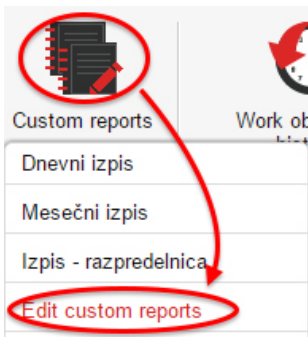 Custom reports
Work ob
Dnevni izpis
Mesečni izpis
Izpis - razpredelnica
Edit custom reports